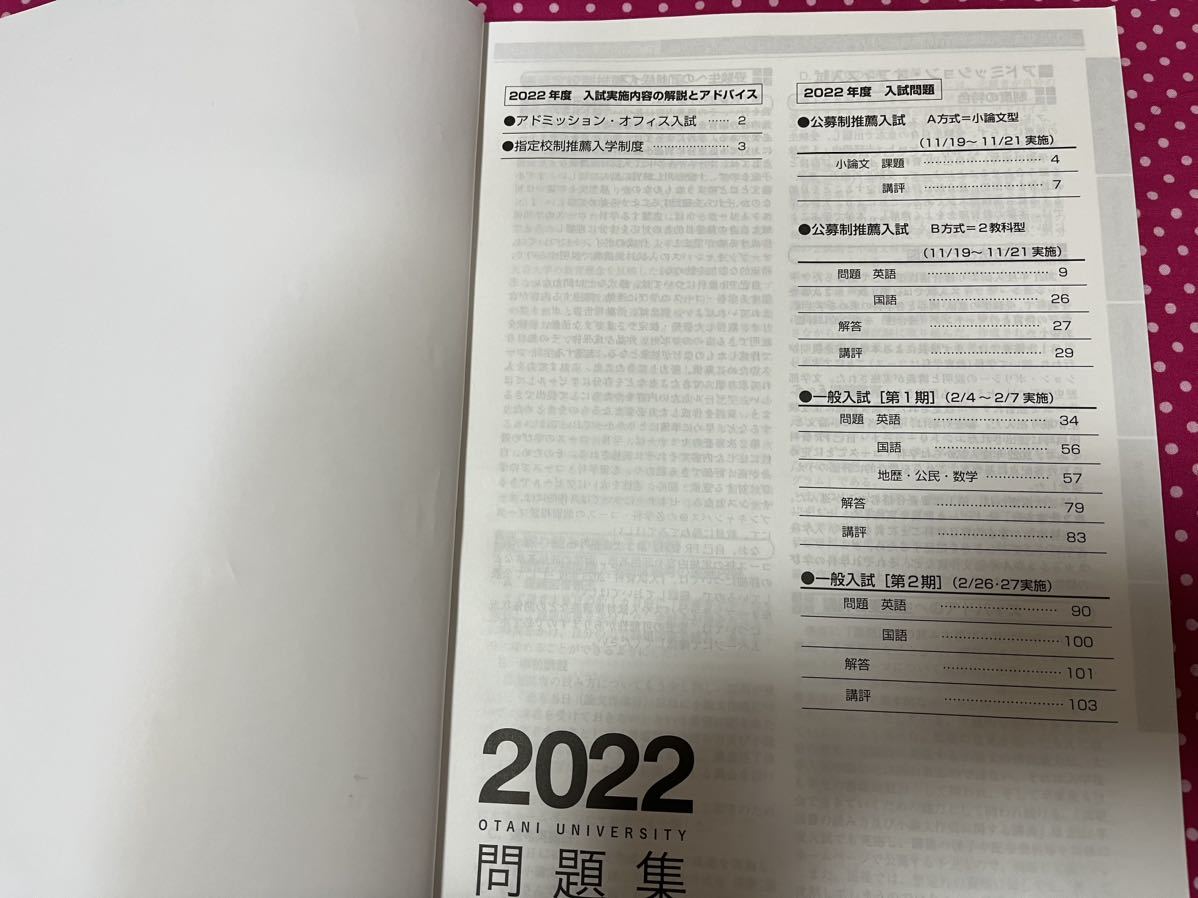 2022年度 入試実施内容の解説とアドバイス
●アドミッション・オフィス入試 …… 2
●指定校制推薦入学制度 ………………… 3
2022年度 入試問題
●公募制推薦入試 A方式=小論文型
(11/19〜11/21実施)
小論文 課題 ………………………… 4
講評 ………………………… 7
●公募制推薦入試 B方式=2教科型
(11/19〜11/21実施)
問題 英語 ………………………… 9
国語 ……………………… 26
解答 ……………………… 27
講評 ……………………… 29
●一般入試[第1期](2/4〜2/7実施)
問題 英語 ……………………… 34
国語 ……………………… 56
地歴・公民・数学 …………… 57
解答 ……………………… 79
講評 ……………………… 83
●一般入試[第2期](2/26・27実施)
問題 英語 ……………………… 90
国語 ……………………… 100
解答 ……………………… 101
講評 ……………………… 103
2022
OTANI UNIVERSITY
問題集